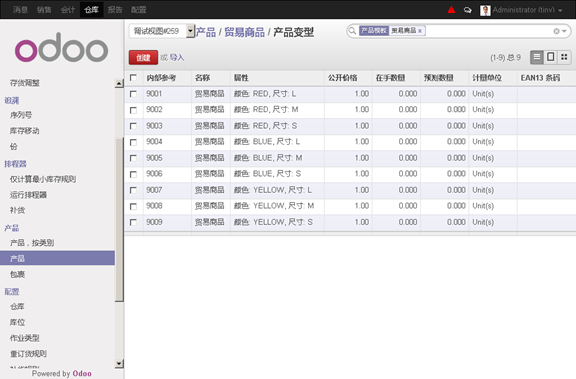 消息 销售 会计 仓库 报告 配置 Administrator (tiny)
odoo
调试视图#259 产品 / 贸易商品 / 产品变型 产品模板 贸易商品 x
创建 或 导入 (1-9) 总 9
内部参考 名称 属性 公开价格 在手数量 预测数量 计量单位 EAN13 条码
9001 贸易商品 颜色: RED, 尺寸: L 1.00 0.000 0.000 Unit(s)
9002 贸易商品 颜色: RED, 尺寸: M 1.00 0.000 0.000 Unit(s)
9003 贸易商品 颜色: RED, 尺寸: S 1.00 0.000 0.000 Unit(s)
9004 贸易商品 颜色: BLUE, 尺寸: L 1.00 0.000 0.000 Unit(s)
9005 贸易商品 颜色: BLUE, 尺寸: M 1.00 0.000 0.000 Unit(s)
9006 贸易商品 颜色: BLUE, 尺寸: S 1.00 0.000 0.000 Unit(s)
9007 贸易商品 颜色: YELLOW, 尺寸: L 1.00 0.000 0.000 Unit(s)
9008 贸易商品 颜色: YELLOW, 尺寸: M 1.00 0.000 0.000 Unit(s)
9009 贸易商品 颜色: YELLOW, 尺寸: S 1.00 0.000 0.000 Unit(s)
存货调整
追溯
序列号
库存移动
份
排程器
仅计算最小库存规则
运行排程器
补货
产品
产品，按类别
产品
包裹
配置
仓库
库位
作业类型
重订货规则
Powered by Odoo